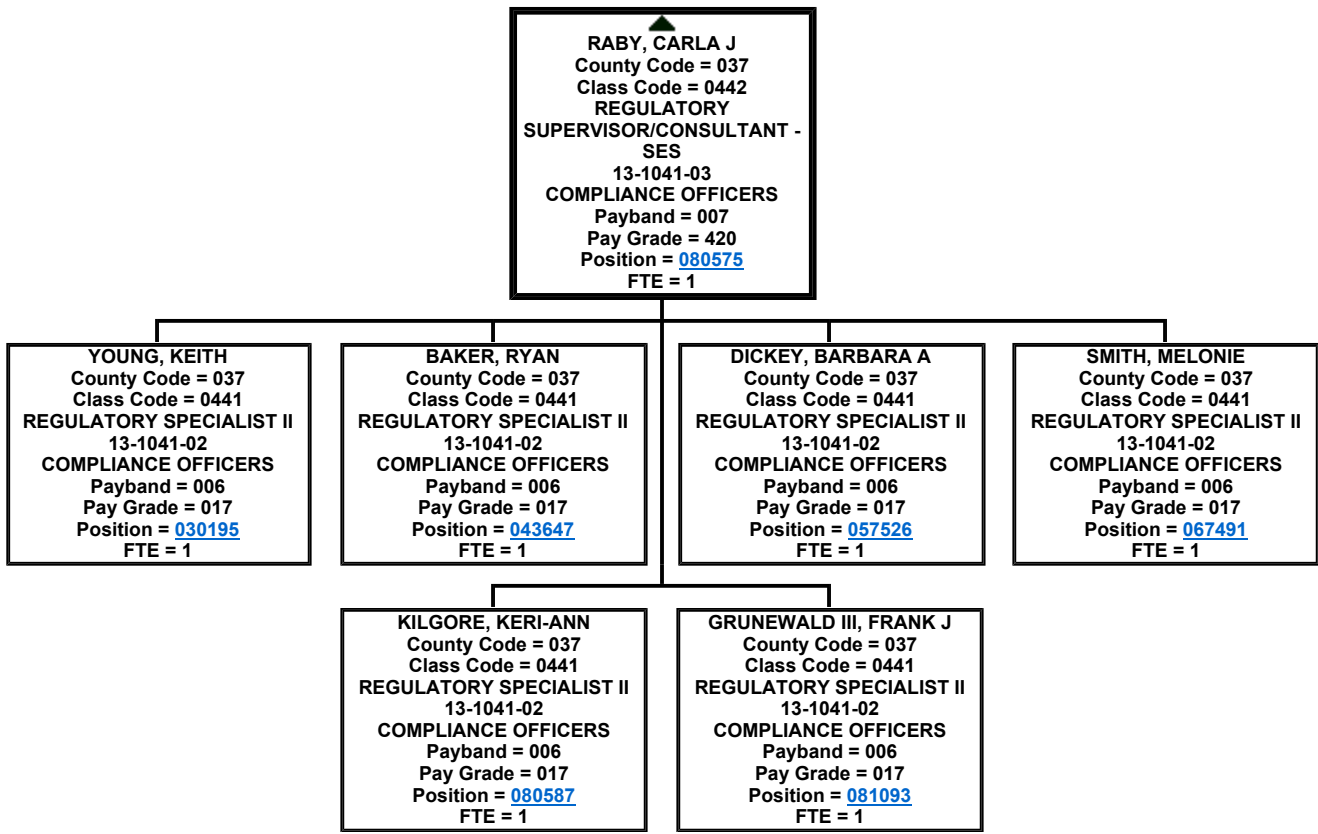 RABY, CARLA J
County Code = 037
Class Code = 0442
REGULATORY
SUPERVISOR/CONSULTANT -
SES
13-1041-03
COMPLIANCE OFFICERS
Payband = 007
Pay Grade = 420
Position = 080575
FTE = 1
YOUNG, KEITH
County Code = 037
Class Code = 0441
REGULATORY SPECIALIST II
13-1041-02
COMPLIANCE OFFICERS
Payband = 006
Pay Grade = 017
Position = 030195
FTE = 1
BAKER, RYAN
County Code = 037
Class Code = 0441
REGULATORY SPECIALIST II
13-1041-02
COMPLIANCE OFFICERS
Payband = 006
Pay Grade = 017
Position = 043647
FTE = 1
DICKEY, BARBARA A
County Code = 037
Class Code = 0441
REGULATORY SPECIALIST II
13-1041-02
COMPLIANCE OFFICERS
Payband = 006
Pay Grade = 017
Position = 057526
FTE = 1
SMITH, MELONIE
County Code = 037
Class Code = 0441
REGULATORY SPECIALIST II
13-1041-02
COMPLIANCE OFFICERS
Payband = 006
Pay Grade = 017
Position = 067491
FTE = 1
KILGORE, KERI-ANN
County Code = 037
Class Code = 0441
REGULATORY SPECIALIST II
13-1041-02
COMPLIANCE OFFICERS
Payband = 006
Pay Grade = 017
Position = 080587
FTE = 1
GRUNEWALD III, FRANK J
County Code = 037
Class Code = 0441
REGULATORY SPECIALIST II
13-1041-02
COMPLIANCE OFFICERS
Payband = 006
Pay Grade = 017
Position = 081093
FTE = 1